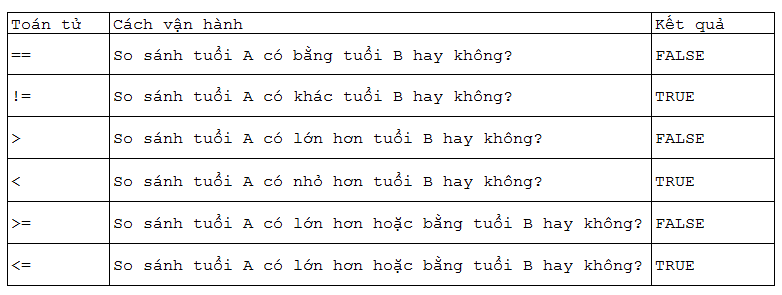 Toán tử Cách vận hành Kết quả
== So sánh tuổi A có bằng tuổi B hay không? FALSE
!= So sánh tuổi A có khác tuổi B hay không? TRUE
> So sánh tuổi A có lớn hơn tuổi B hay không? FALSE
< So sánh tuổi A có nhỏ hơn tuổi B hay không? TRUE
>= So sánh tuổi A có lớn hơn hoặc bằng tuổi B hay không? FALSE
<= So sánh tuổi A có lớn hơn hoặc bằng tuổi B hay không? TRUE